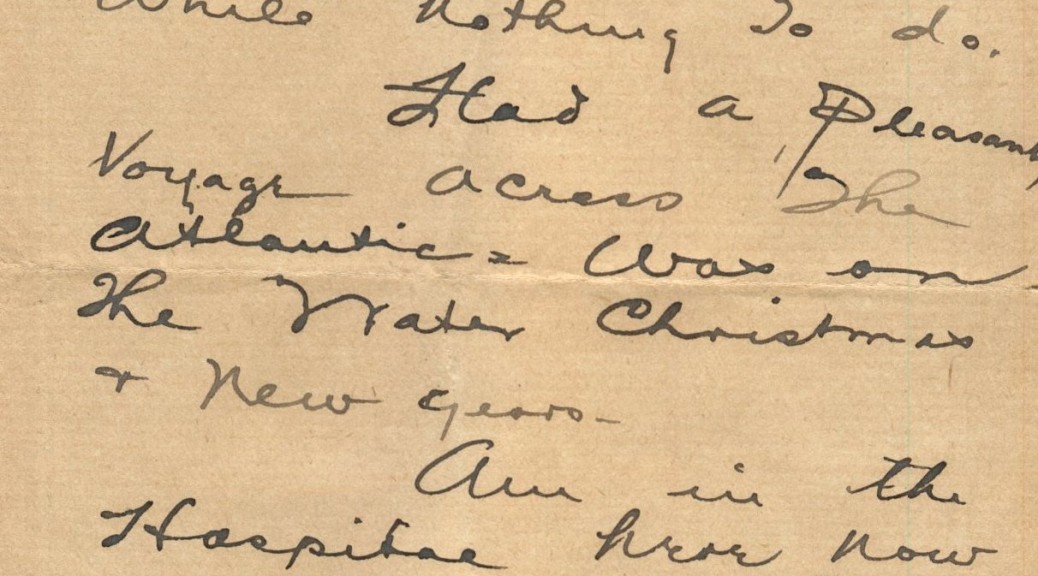 while nothing to do.
Had a Pleasant
Voyage across The
Atlantic = Was on
The Water Christmas
+ New years-
Am in the
Hospital here now